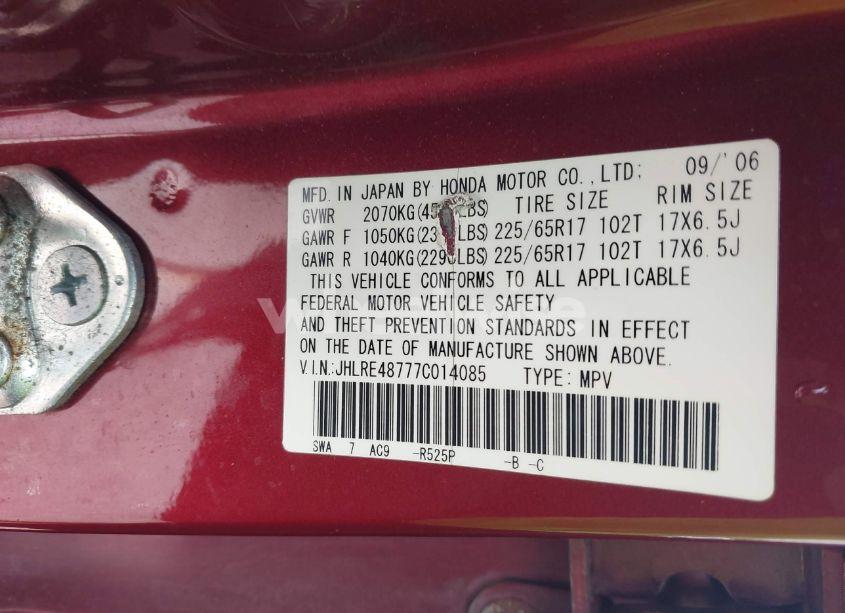 MFD. IN JAPAN BY HONDA MOTOR CO.,LTD; 09/'06
GVWR 2070KG TIRE SIZE RIM SIZE
GAWR F 1050KG 225/65R17 102T 17X6.5J
GAWR R 1040KG 225/65R17 102T 17X6.5J
THIS VEHICLE CONFORMS TO ALL APPLICABLE
FEDERAL MOTOR VEHICLE SAFETY
AND THEFT PREVENTION STANDARDS IN EFFECT
ON THE DATE OF MANUFACTURE SHOWN ABOVE.
V.I.N:JHLRE48777C014085 TYPE:MPV
SWA 7 AC9 -R525P -B -C